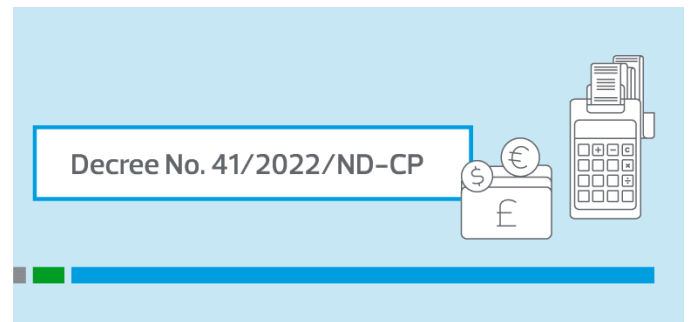 Decree No. 41/2022/ND-CP
$
€
£
+ - c
×
÷